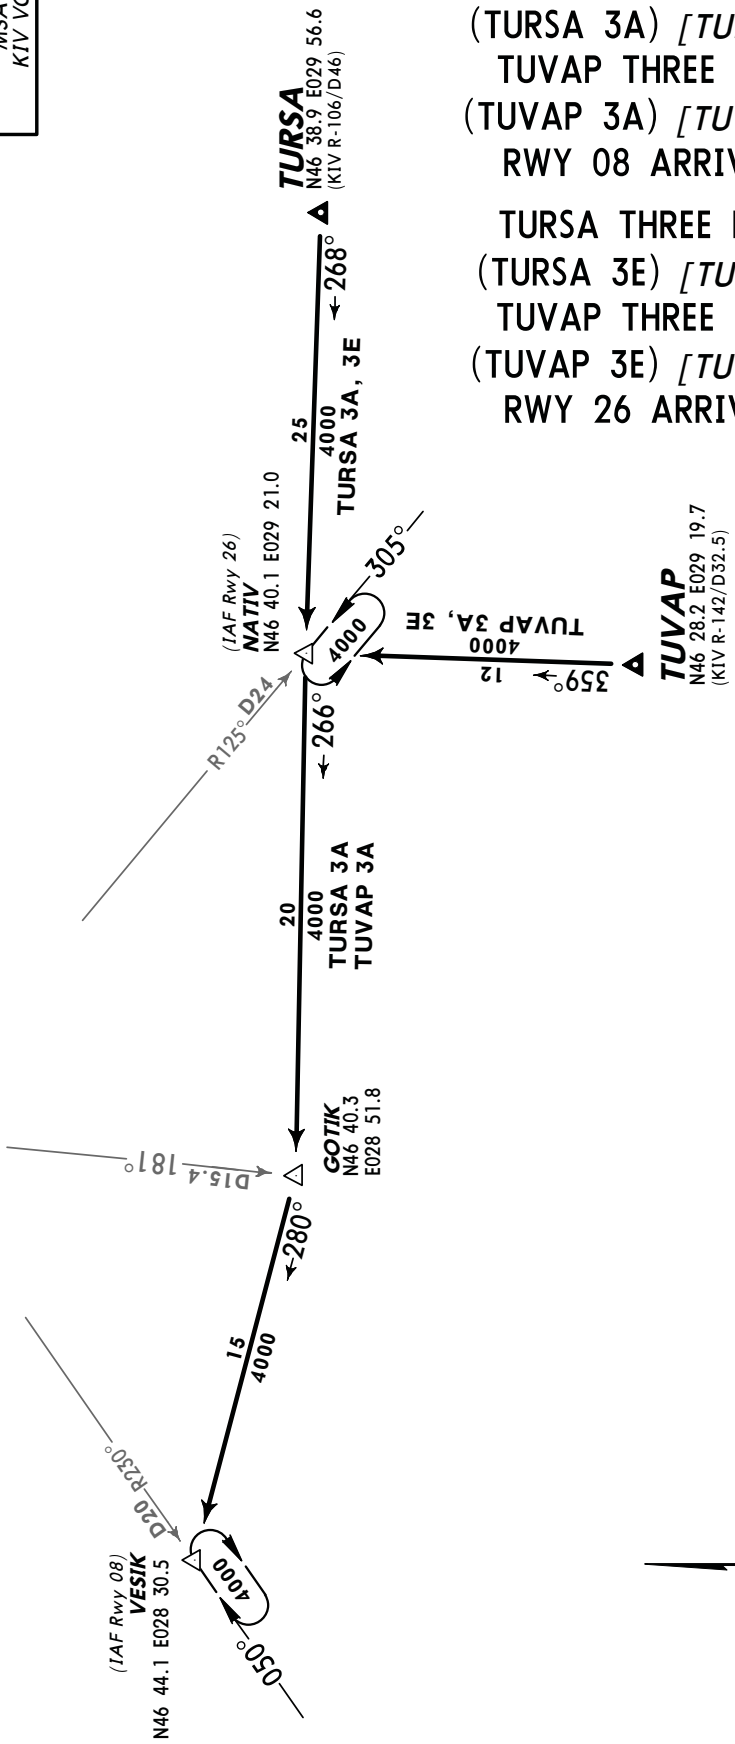 MSA
KIV VO
(TURSA 3A) [TU
TUVAP THREE
(TUVAP 3A) [TU
RWY 08 ARRIV
TURSA THREE
(TURSA 3E) [TU
TUVAP THREE
(TUVAP 3E) [TU
RWY 26 ARRIV
TURSA
N46 38.9 E029 56.6
(KIV R-106/D46)
268°
25
4000
TURSA 3A, 3E
(IAF Rwy 26)
NATIV
N46 40.1 E029 21.0
305°
4000
R125° D24
TUVAP 3A, 3E
4000
12
359°
TUVAP
N46 28.2 E029 19.7
(KIV R-142/D32.5)
266°
20
4000
TURSA 3A
TUVAP 3A
GOTIK
N46 40.3
E028 51.8
D15.4 181°
280°
15
4000
D20 R230°
(IAF Rwy 08)
VESIK
N46 44.1 E028 30.5
4000
050°